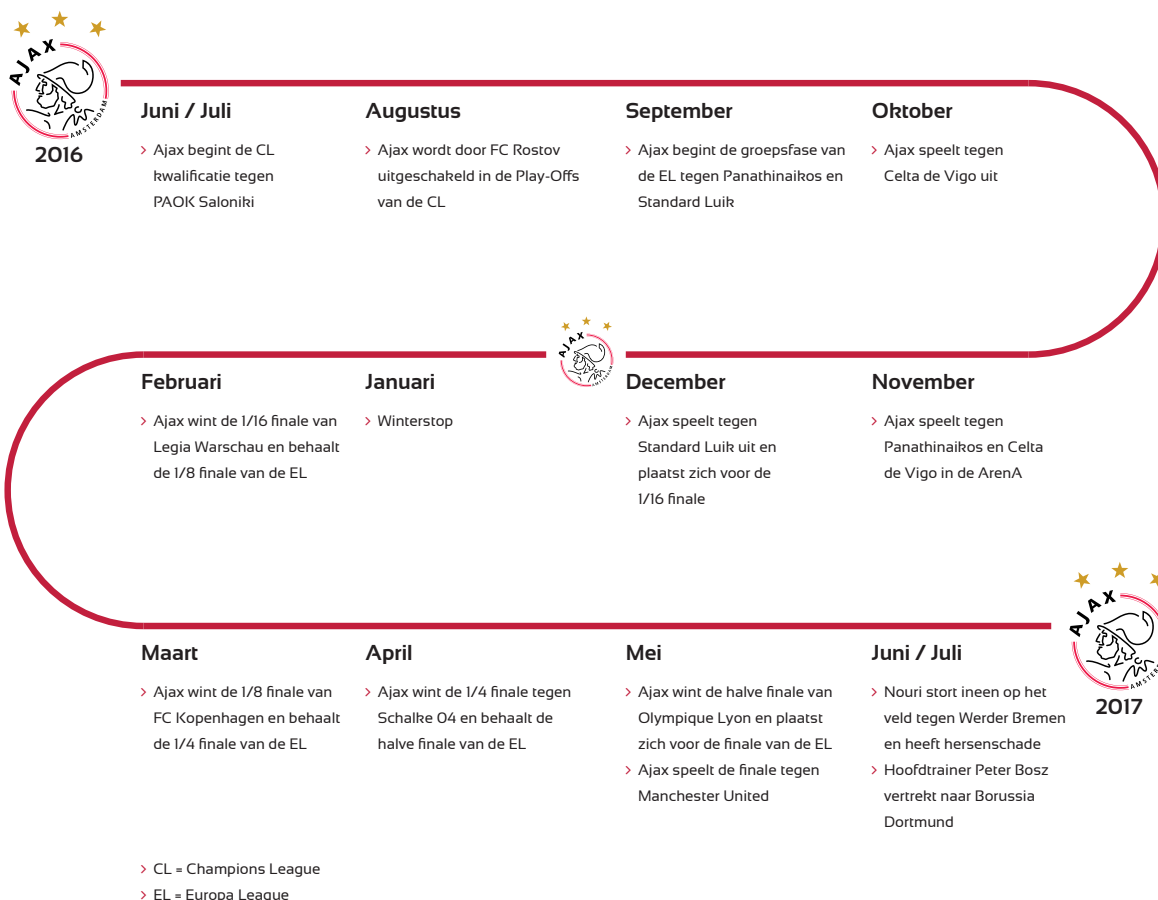 AJAX
AMSTERDAM
2016
Juni / Juli
> Ajax begint de CL
kwalificatie tegen
PAOK Saloniki
Augustus
> Ajax wordt door FC Rostov
uitgeschakeld in de Play-Offs
van de CL
September
> Ajax begint de groepsfase van
de EL tegen Panathinaikos en
Standard Luik
Oktober
> Ajax speelt tegen
Celta de Vigo uit
AJAX
AMSTERDAM
Februari
> Ajax wint de 1/16 finale van
Legia Warschau en behaalt
de 1/8 finale van de EL
Januari
> Winterstop
December
> Ajax speelt tegen
Standard Luik uit en
plaatst zich voor de
1/16 finale
November
> Ajax speelt tegen
Panathinaikos en Celta
de Vigo in de ArenA
Maart
> Ajax wint de 1/8 finale van
FC Kopenhagen en behaalt
de 1/4 finale van de EL
April
> Ajax wint de 1/4 finale tegen
Schalke 04 en behaalt de
halve finale van de EL
Mei
> Ajax wint de halve finale van
Olympique Lyon en plaatst
zich voor de finale van de EL
> Ajax speelt de finale tegen
Manchester United
Juni / Juli
> Nouri stort ineen op het
veld tegen Werder Bremen
en heeft hersenschade
> Hoofdtrainer Peter Bosz
vertrekt naar Borussia
Dortmund
AJAX
2017
> CL = Champions League
> EL = Europa League